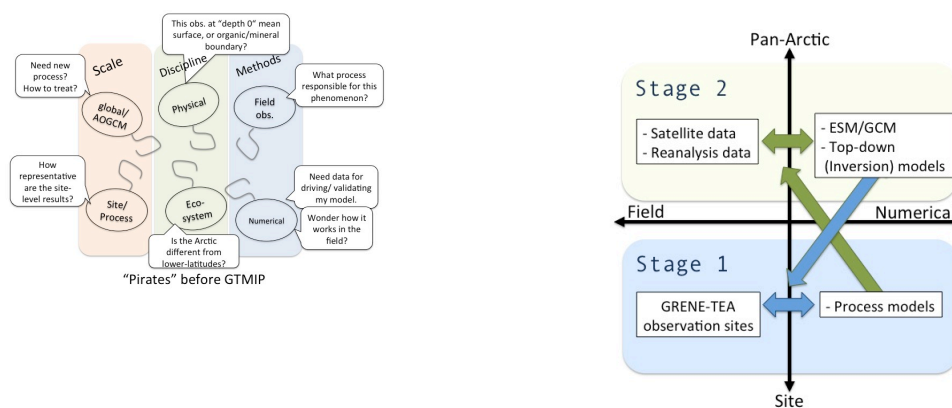 This obs. at “depth 0” mean
surface, or organic/mineral
boundary?
Need new
process?
How to treat?
Scale
Discipline
Methods
What process
responsible for this
phenomenon?
global/
AOGCM
Physical
Field
obs.
How
representative
are the site-
level results?
Site/
Process
Eco-
system
Numerical
Need data for
driving/ validating
my model.
Wonder how it
works in the
field?
Is the Arctic
different from
lower-latitudes?
“Pirates” before GTMIP
Pan-Arctic
Stage 2
- Satellite data
- Reanalysis data
- ESM/GCM
- Top-down
(Inversion) models
Field
Numerical
Stage 1
GRENE-TEA
observation sites
- Process models
Site